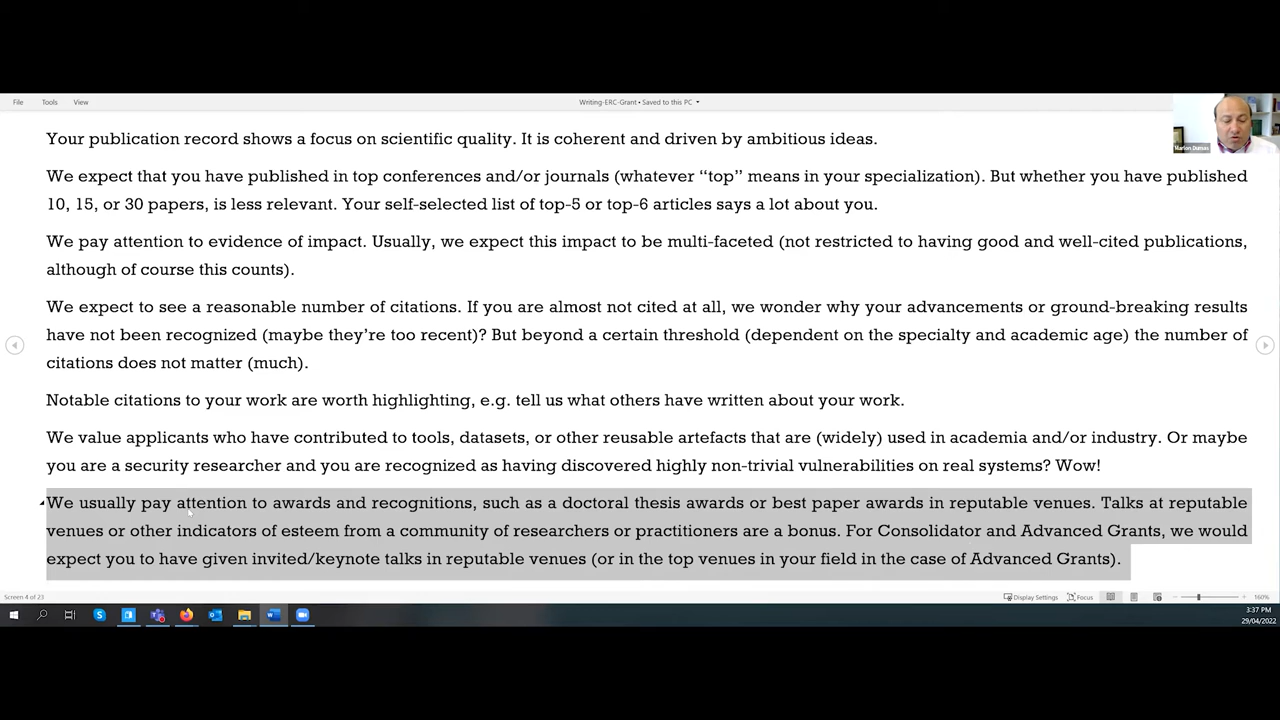 File Tools View
Writing-ERC-Grant • Saved to this PC
Your publication record shows a focus on scientific quality. It is coherent and driven by ambitious ideas.
We expect that you have published in top conferences and/or journals (whatever “top” means in your specialization). But whether you have published
10, 15, or 30 papers, is less relevant. Your self-selected list of top-5 or top-6 articles says a lot about you.
We pay attention to evidence of impact. Usually, we expect this impact to be multi-faceted (not restricted to having good and well-cited publications,
although of course this counts).
We expect to see a reasonable number of citations. If you are almost not cited at all, we wonder why your advancements or ground-breaking results
have not been recognized (maybe they’re too recent)? But beyond a certain threshold (dependent on the specialty and academic age) the number of
citations does not matter (much).
Notable citations to your work are worth highlighting, e.g. tell us what others have written about your work.
We value applicants who have contributed to tools, datasets, or other reusable artefacts that are (widely) used in academia and/or industry. Or maybe
you are a security researcher and you are recognized as having discovered highly non-trivial vulnerabilities on real systems? Wow!
We usually pay attention to awards and recognitions, such as a doctoral thesis awards or best paper awards in reputable venues. Talks at reputable
venues or other indicators of esteem from a community of researchers or practitioners are a bonus. For Consolidator and Advanced Grants, we would
expect you to have given invited/keynote talks in reputable venues (or in the top venues in your field in the case of Advanced Grants).
Marlon Dumas
Screen 4 of 23
Display Settings Focus
160%
3:37 PM
29/04/2022